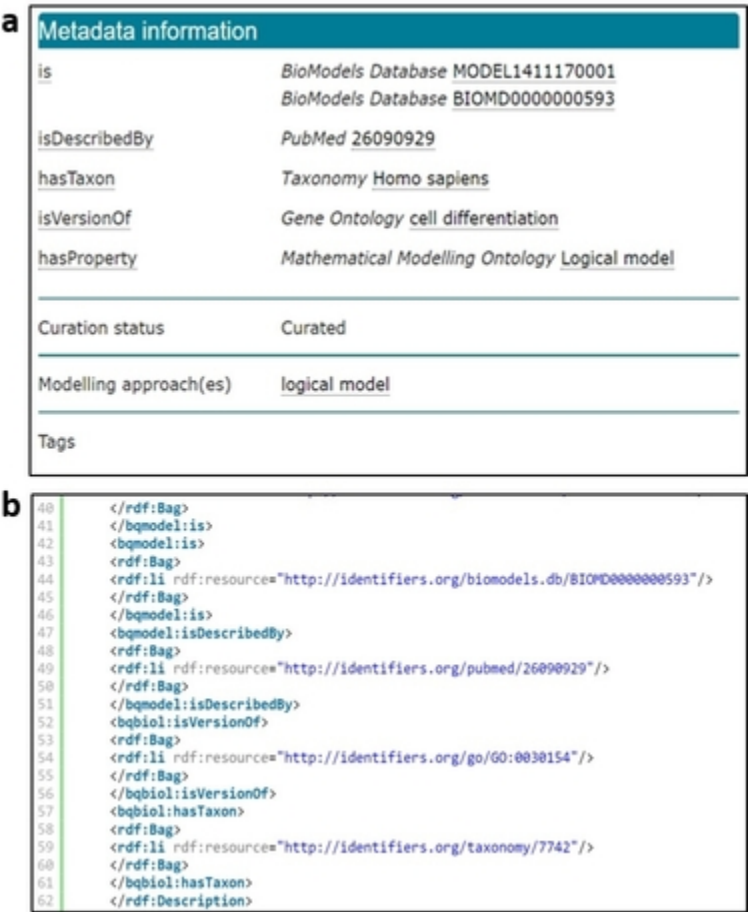 a
Metadata information
is BioModels Database MODEL1411170001
BioModels Database BIOMD0000000593
isDescribedBy PubMed 26090929
hasTaxon Taxonomy Homo sapiens
isVersionOf Gene Ontology cell differentiation
hasProperty Mathematical Modelling Ontology Logical model
Curation status Curated
Modelling approach(es) logical model
Tags
b
40 </rdf:Bag>
41 </bqmodel:is>
42 <bqmodel:is>
43 <rdf:Bag>
44 <rdf:li rdf:resource="http://identifiers.org/biomodels.db/BIOMD0000000593"/>
45 </rdf:Bag>
46 </bqmodel:is>
47 <bqmodel:isDescribedBy>
48 <rdf:Bag>
49 <rdf:li rdf:resource="http://identifiers.org/pubmed/26090929"/>
50 </rdf:Bag>
51 </bqmodel:isDescribedBy>
52 <bqbiol:isVersionOf>
53 <rdf:Bag>
54 <rdf:li rdf:resource="http://identifiers.org/go/GO:0030154"/>
55 </rdf:Bag>
56 </bqbiol:isVersionOf>
57 <bqbiol:hasTaxon>
58 <rdf:Bag>
59 <rdf:li rdf:resource="http://identifiers.org/taxonomy/7742"/>
60 </rdf:Bag>
61 </bqbiol:hasTaxon>
62 </rdf:Description>